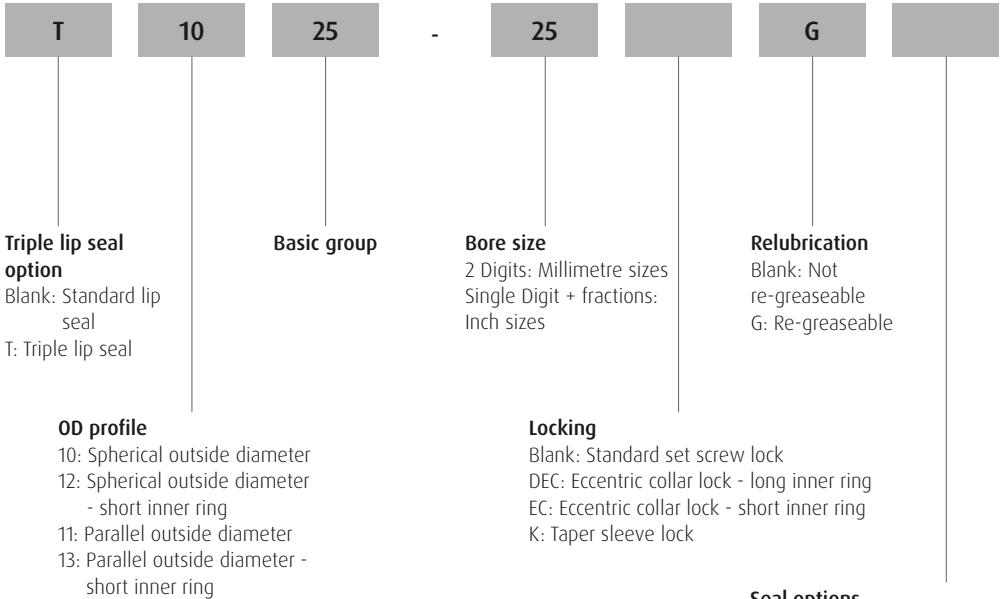 T 10 25 - 25 G
Triple lip seal
option
Blank: Standard lip
seal
T: Triple lip seal
Basic group
Bore size
2 Digits: Millimetre sizes
Single Digit + fractions:
Inch sizes
Relubrication
Blank: Not
re-greaseable
G: Re-greaseable
OD profile
10: Spherical outside diameter
12: Spherical outside diameter
- short inner ring
11: Parallel outside diameter
13: Parallel outside diameter -
short inner ring
Locking
Blank: Standard set screw lock
DEC: Eccentric collar lock - long inner ring
EC: Eccentric collar lock - short inner ring
K: Taper sleeve lock
Seal options